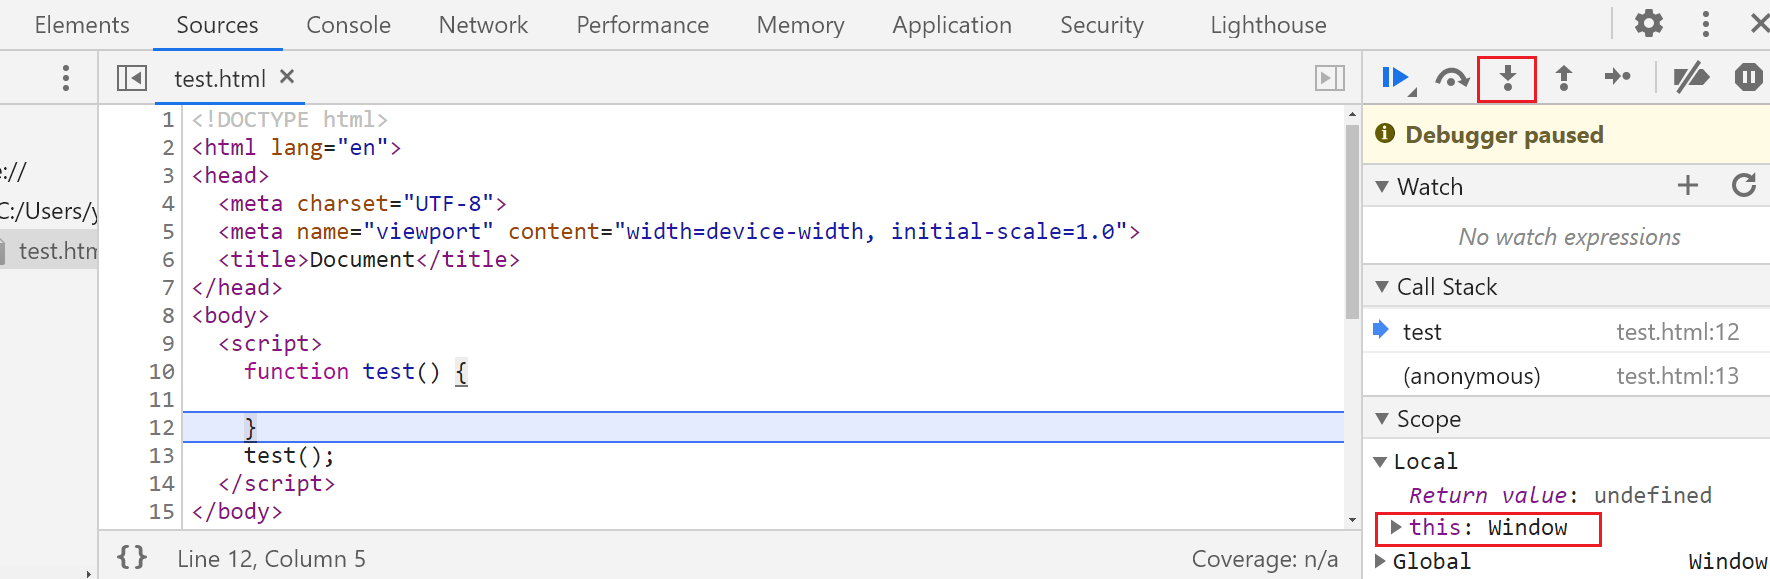 Elements Sources Console Network Performance Memory Application Security Lighthouse
test.html
e://
C:/Users/y
test.htm
1 <!DOCTYPE html>
2 <html lang="en">
3 <head>
4 <meta charset="UTF-8">
5 <meta name="viewport" content="width=device-width, initial-scale=1.0">
6 <title>Document</title>
7 </head>
8 <body>
9 <script>
10 function test() {
11
12 }
13 test();
14 </script>
15 </body>
{} Line 12, Column 5 Coverage: n/a
Debugger paused
Watch
No watch expressions
Call Stack
test test.html:12
(anonymous) test.html:13
Scope
Local
Return value: undefined
this: Window
Global Window